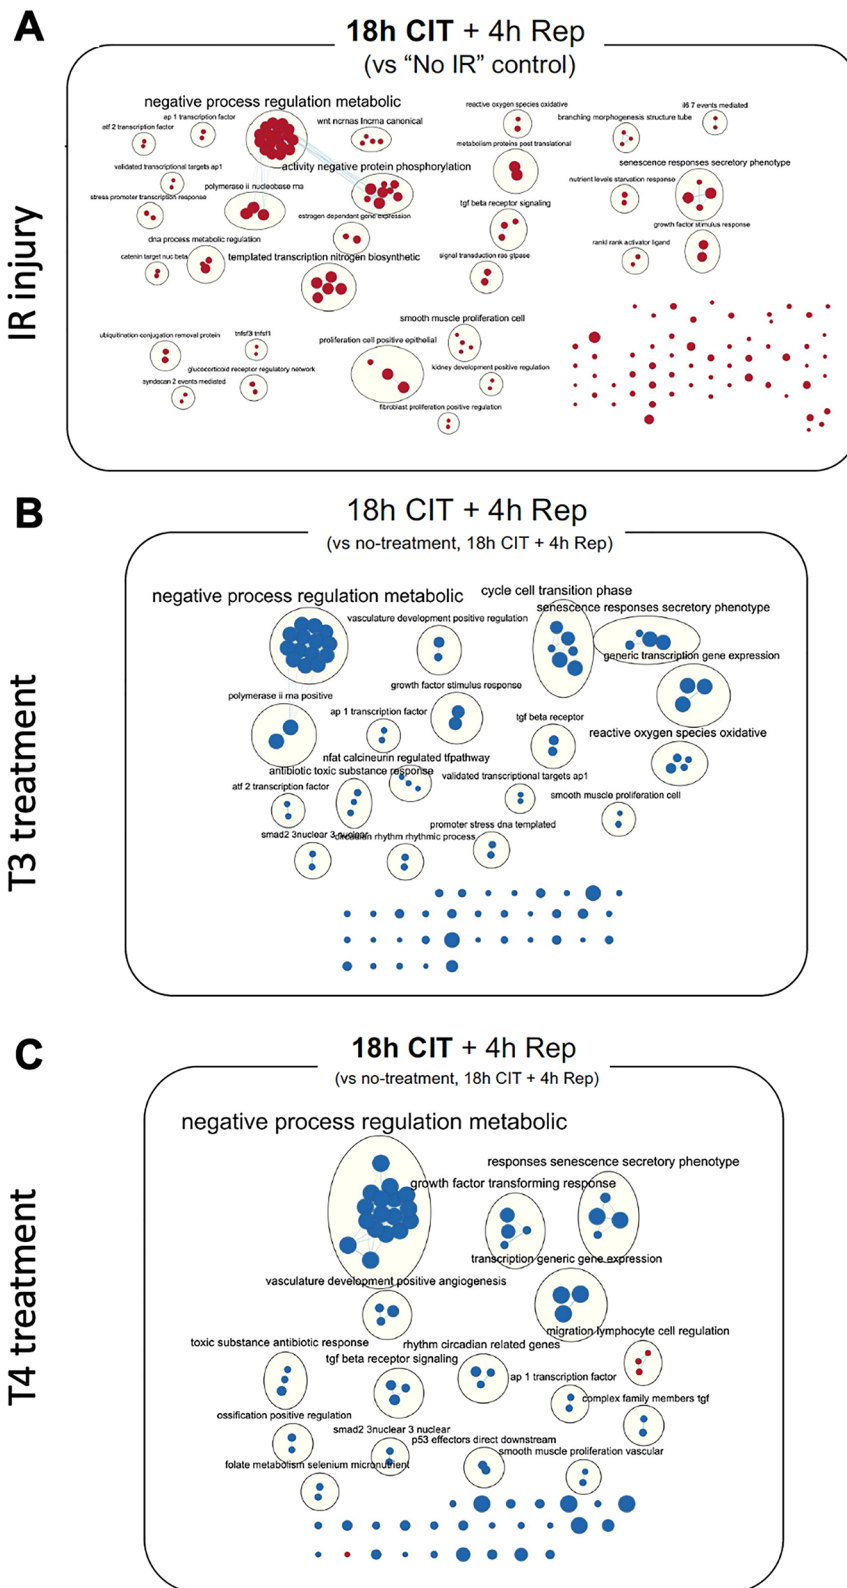 A
18h CIT + 4h Rep
(vs “No IR” control)
IR injury
negative process regulation metabolic
reactive oxygen species oxidative
il6 7 events mediated
ap 1 transcription factor
branching morphogenesis structure tube
wnt ncrnas lncrna canonical
atf 2 transcription factor
metabolism proteins post translational
validated transcriptional targets ap1
activity negative protein phosphorylation
senescence responses secretory phenotype
nutrient levels starvation response
polymerase ii nucleobase rna
stress promoter transcription response
tgf beta receptor signaling
estrogen dependent gene expression
growth factor stimulus response
dna process metabolic regulation
rankl rank activator ligand
catenin target nuc beta
templated transcription nitrogen biosynthetic
signal transduction ras gtpase
smooth muscle proliferation cell
ubiquitination conjugation removal protein
tnfsf3 tnfsf1
proliferation cell positive epithelial
glucocorticoid receptor regulatory network
kidney development positive regulation
syndecan 2 events mediated
fibroblast proliferation positive regulation
B
18h CIT + 4h Rep
(vs no-treatment, 18h CIT + 4h Rep)
T3 treatment
negative process regulation metabolic
cycle cell transition phase
senescence responses secretory phenotype
vasculature development positive regulation
generic transcription gene expression
growth factor stimulus response
polymerase ii rna positive
ap 1 transcription factor
tgf beta receptor
reactive oxygen species oxidative
nfat calcineurin regulated tfpathway
antibiotic toxic substance response
validated transcriptional targets ap1
atf 2 transcription factor
smooth muscle proliferation cell
promoter stress dna templated
smad2 3nuclear 3 nuclear
circadian rhythm rhythmic process
C
18h CIT + 4h Rep
(vs no-treatment, 18h CIT + 4h Rep)
T4 treatment
negative process regulation metabolic
responses senescence secretory phenotype
growth factor transforming response
transcription generic gene expression
vasculature development positive angiogenesis
migration lymphocyte cell regulation
toxic substance antibiotic response
rhythm circadian related genes
tgf beta receptor signaling
ap 1 transcription factor
complex family members tgf
ossification positive regulation
smad2 3nuclear 3 nuclear
p53 effectors direct downstream
smooth muscle proliferation vascular
folate metabolism selenium micronutrient